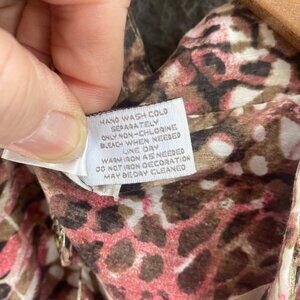 HAND WASH COLD
SEPARATELY
ONLY NON-CHLORINE
BLEACH WHEN NEEDED
LINE DRY
WARM IRON AS NEEDED
DO NOT IRON DECORATION
MAY BE DRY CLEANED